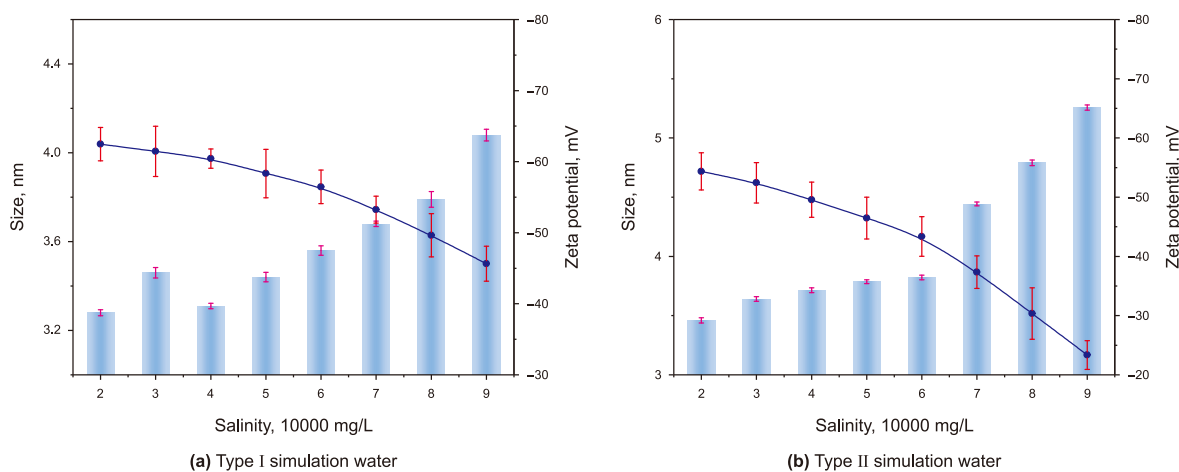 4.4
4.0
3.6
3.2
Size, nm
–80
–70
–60
–50
–40
–30
Zeta potential, mV
2 3 4 5 6 7 8 9
Salinity, 10000 mg/L
(a) Type I simulation water
6
5
4
3
Size, nm
–80
–70
–60
–50
–40
–30
–20
Zeta potential. mV
2 3 4 5 6 7 8 9
Salinity, 10000 mg/L
(b) Type II simulation water